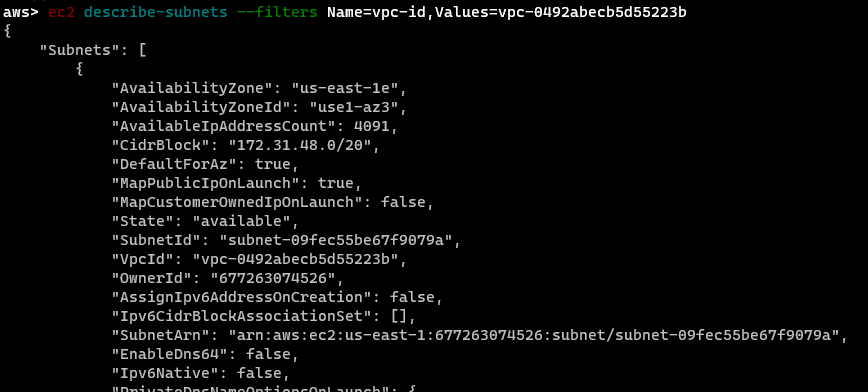 aws> ec2 describe-subnets --filters Name=vpc-id,Values=vpc-0492abecb5d55223b
{
    "Subnets": [
        {
            "AvailabilityZone": "us-east-1e",
            "AvailabilityZoneId": "use1-az3",
            "AvailableIpAddressCount": 4091,
            "CidrBlock": "172.31.48.0/20",
            "DefaultForAz": true,
            "MapPublicIpOnLaunch": true,
            "MapCustomerOwnedIpOnLaunch": false,
            "State": "available",
            "SubnetId": "subnet-09fec55be67f9079a",
            "VpcId": "vpc-0492abecb5d55223b",
            "OwnerId": "677263074526",
            "AssignIpv6AddressOnCreation": false,
            "Ipv6CidrBlockAssociationSet": [],
            "SubnetArn": "arn:aws:ec2:us-east-1:677263074526:subnet/subnet-09fec55be67f9079a",
            "EnableDns64": false,
            "Ipv6Native": false,
            "PrivateDnsNameOptionsOnLaunch": {